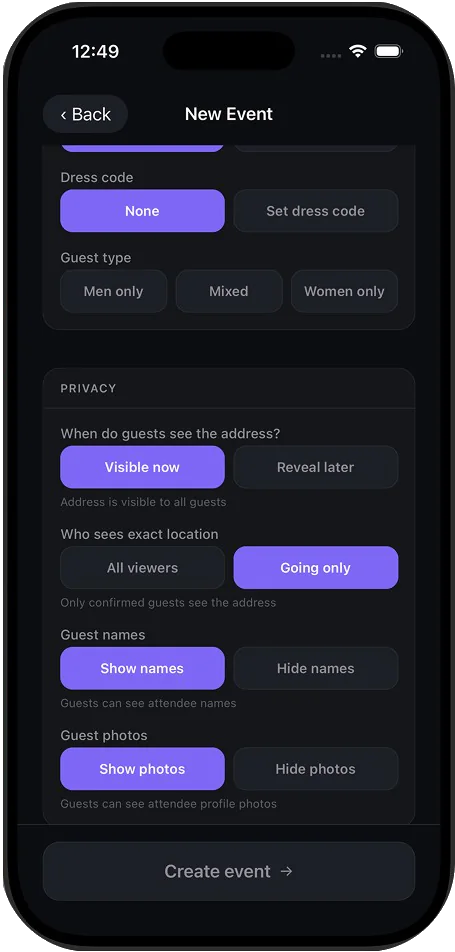 12:49
‹ Back
New Event
Dress code
None
Set dress code
Guest type
Men only
Mixed
Women only
PRIVACY
When do guests see the address?
Visible now
Reveal later
Address is visible to all guests
Who sees exact location
All viewers
Going only
Only confirmed guests see the address
Guest names
Show names
Hide names
Guests can see attendee names
Guest photos
Show photos
Hide photos
Guests can see attendee profile photos
Create event →